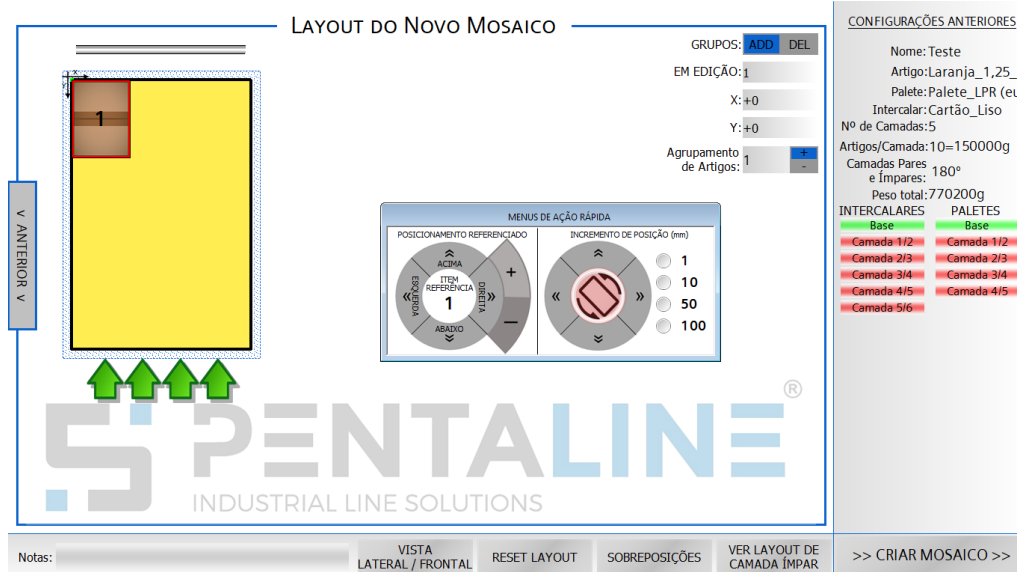 LAYOUT DO NOVO MOSAICO
GRUPOS: ADD DEL
EM EDIÇÃO: 1
X: +0
Y: +0
Agrupamento
de Artigos: 1 + -
X
Y
1
< ANTERIOR <
MENUS DE AÇÃO RÁPIDA
POSICIONAMENTO REFERENCIADO
ACIMA
ESQUERDA
ITEM
REFERÊNCIA
1
DIREITA
ABAIXO
+
-
INCREMENTO DE POSIÇÃO (mm)
1
10
50
100
PENTALINE®
INDUSTRIAL LINE SOLUTIONS
CONFIGURAÇÕES ANTERIORES
Nome: Teste
Artigo: Laranja_1,25_
Palete: Palete_LPR (eu
Intercalar: Cartão_Liso
Nº de Camadas: 5
Artigos/Camada: 10=150000g
Camadas Pares
e Ímpares: 180°
Peso total: 770200g
INTERCALARES PALETES
Base Base
Camada 1/2 Camada 1/2
Camada 2/3 Camada 2/3
Camada 3/4 Camada 3/4
Camada 4/5 Camada 4/5
Camada 5/6
Notas:
VISTA
LATERAL / FRONTAL
RESET LAYOUT
SOBREPOSIÇÕES
VER LAYOUT DE
CAMADA ÍMPAR
>> CRIAR MOSAICO >>